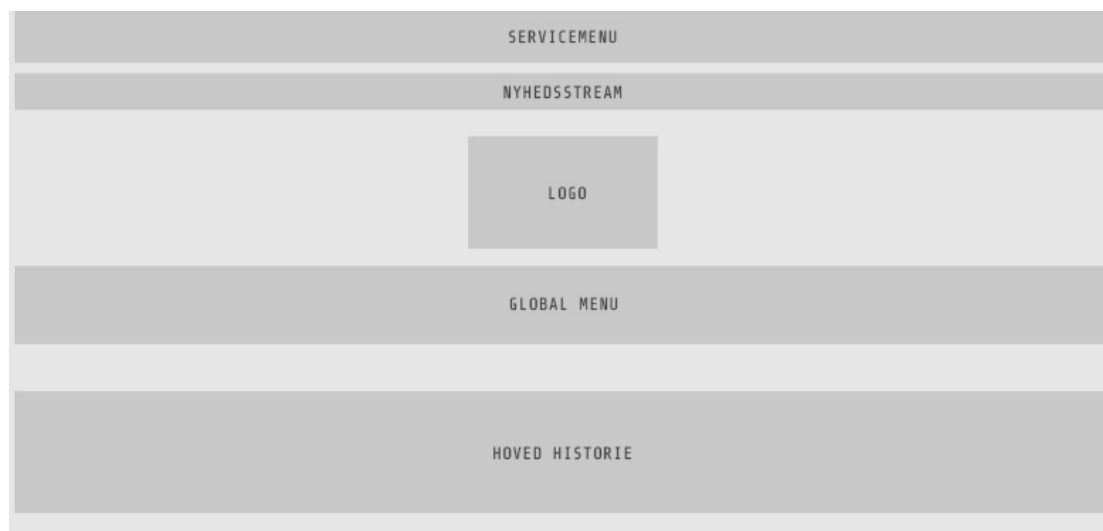 SERVICEMENU
NYHEDSSTREAM
LOGO
GLOBAL MENU
HOVED HISTORIE